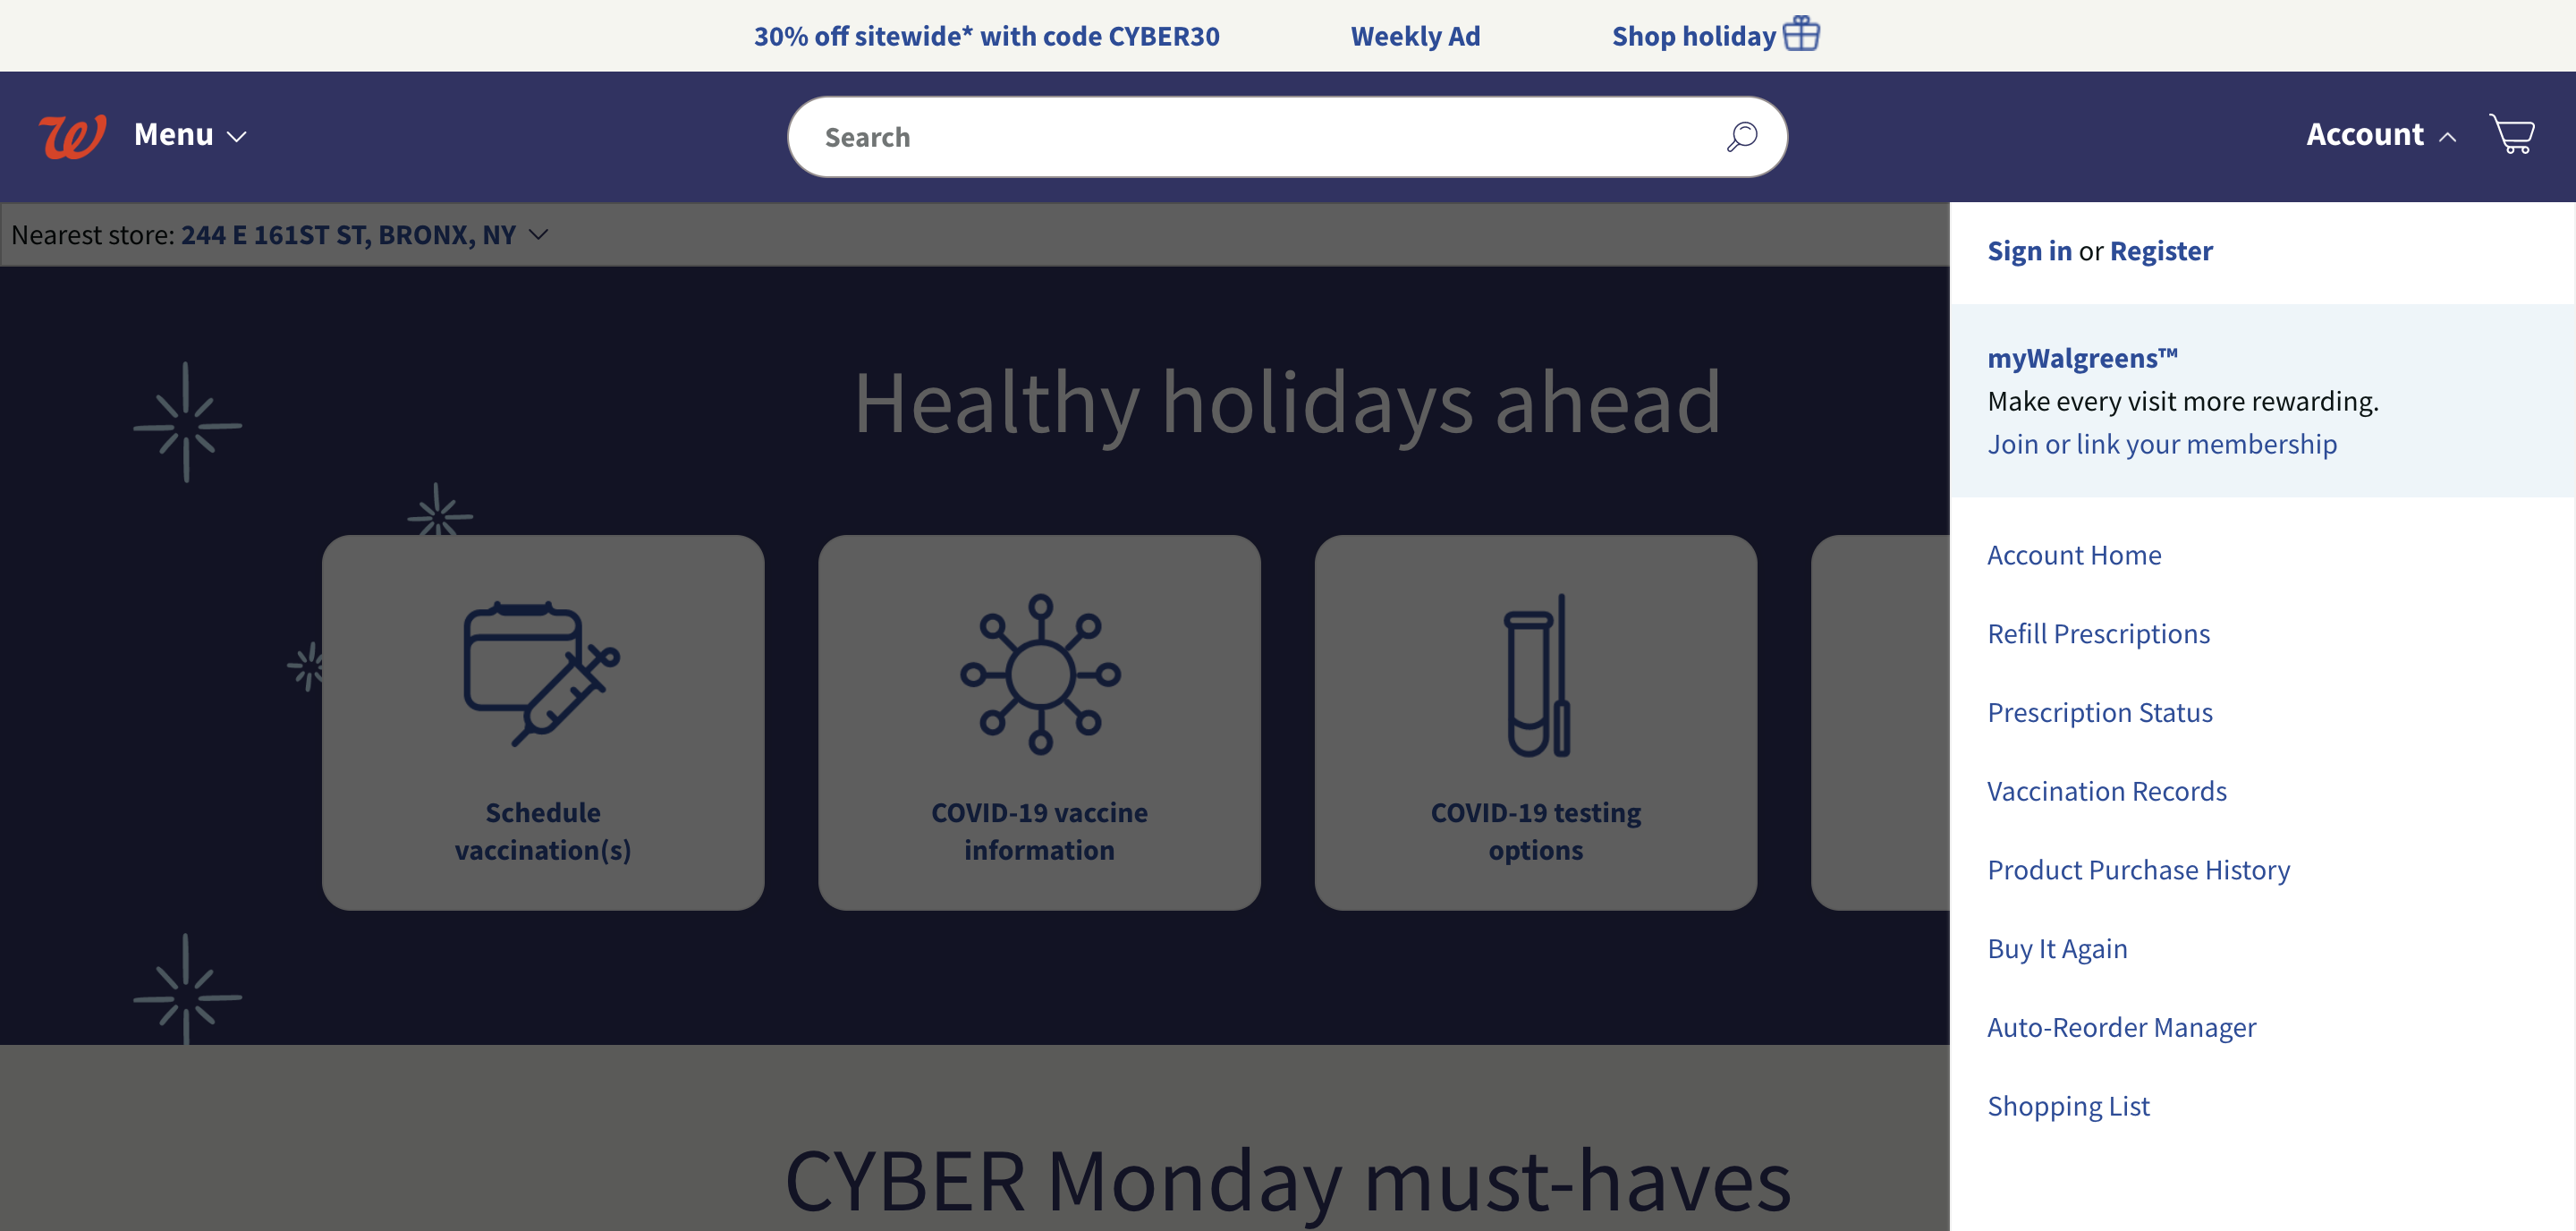 30% off sitewide* with code CYBER30
Weekly Ad
Shop holiday
Menu
Search
Account
Nearest store: 244 E 161ST ST, BRONX, NY
Sign in or Register
myWalgreens™
Make every visit more rewarding.
Join or link your membership
Account Home
Refill Prescriptions
Prescription Status
Vaccination Records
Product Purchase History
Buy It Again
Auto-Reorder Manager
Shopping List
Healthy holidays ahead
Schedule
vaccination(s)
COVID-19 vaccine
information
COVID-19 testing
options
CYBER Monday must-haves